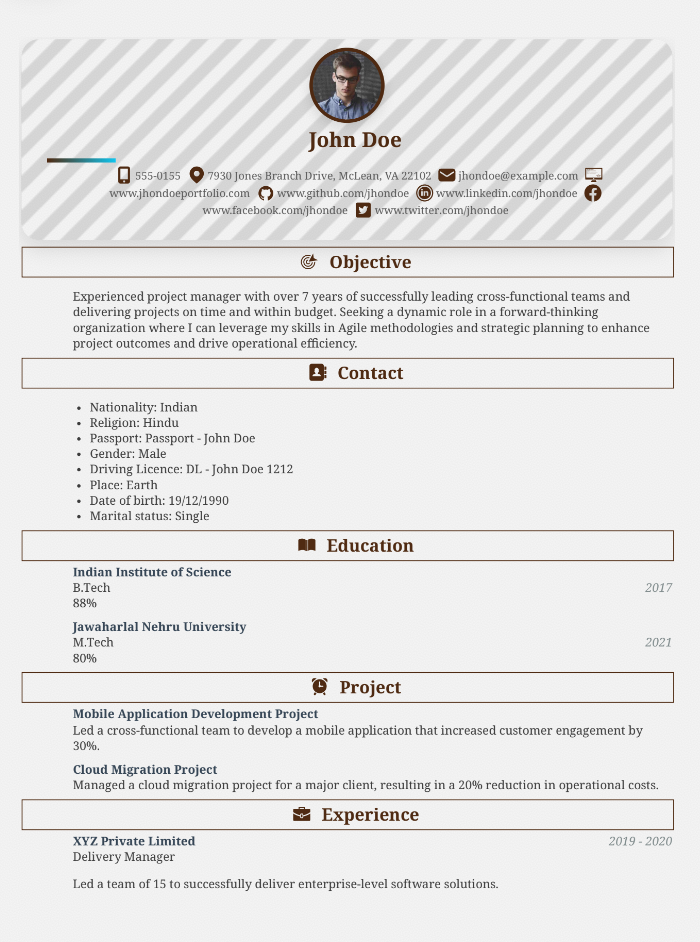 John Doe
555-0155 7930 Jones Branch Drive, McLean, VA 22102 jhondoe@example.com
www.jhondoeportfolio.com www.github.com/jhondoe www.linkedin.com/jhondoe
www.facebook.com/jhondoe www.twitter.com/jhondoe
Objective
Experienced project manager with over 7 years of successfully leading cross-functional teams and
delivering projects on time and within budget. Seeking a dynamic role in a forward-thinking
organization where I can leverage my skills in Agile methodologies and strategic planning to enhance
project outcomes and drive operational efficiency.
Contact
• Nationality: Indian
• Religion: Hindu
• Passport: Passport - John Doe
• Gender: Male
• Driving Licence: DL - John Doe 1212
• Place: Earth
• Date of birth: 19/12/1990
• Marital status: Single
Education
Indian Institute of Science
B.Tech 2017
88%
Jawaharlal Nehru University
M.Tech 2021
80%
Project
Mobile Application Development Project
Led a cross-functional team to develop a mobile application that increased customer engagement by
30%.
Cloud Migration Project
Managed a cloud migration project for a major client, resulting in a 20% reduction in operational costs.
Experience
XYZ Private Limited 2019 - 2020
Delivery Manager
Led a team of 15 to successfully deliver enterprise-level software solutions.